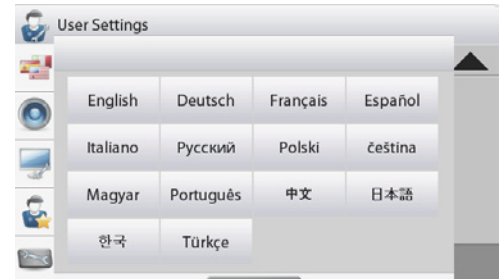 User Settings
English Deutsch Français Español
Italiano Русский Polski čeština
Magyar Português 中文 日本語
한국 Türkçe